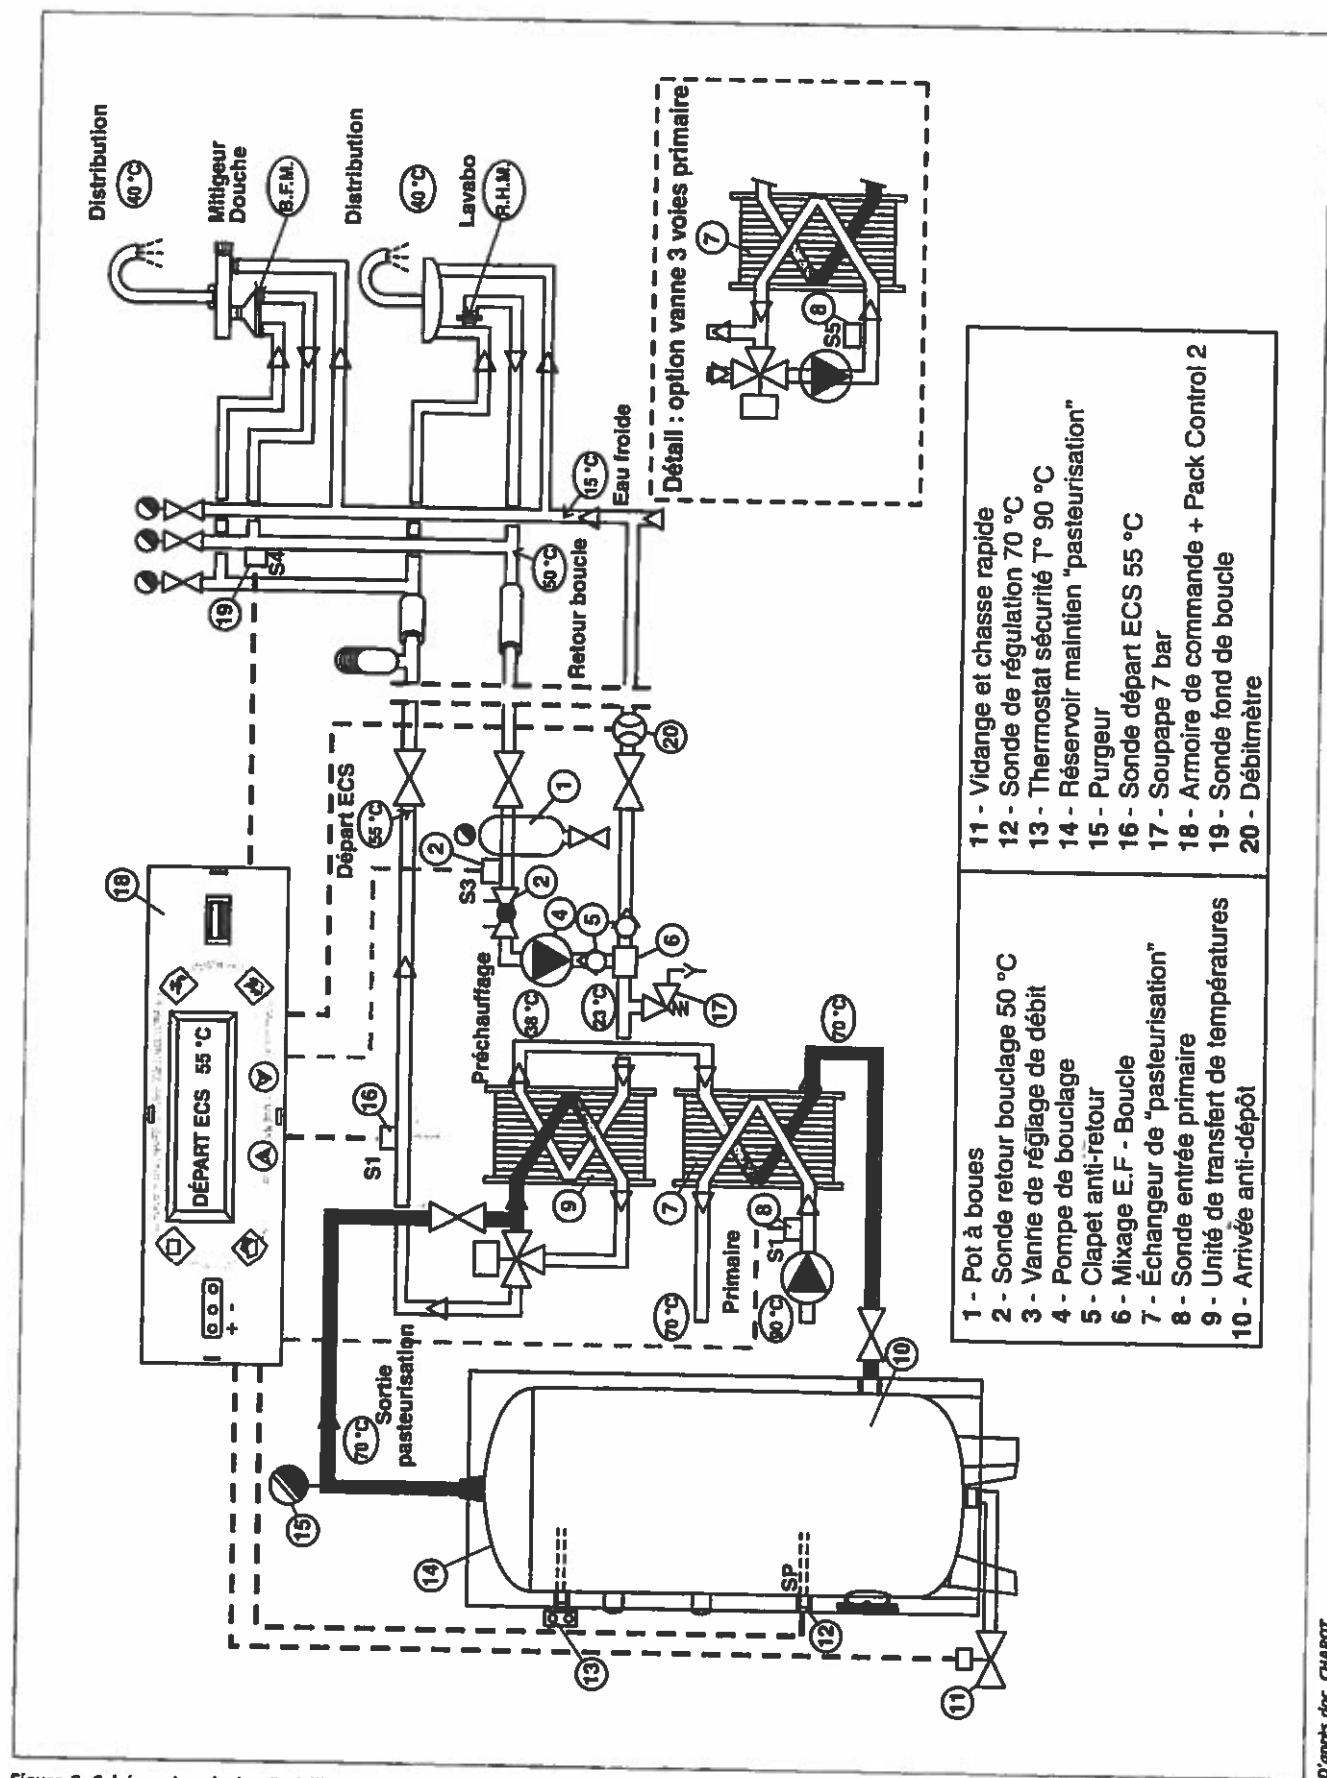 Distribution
40 °C
Mitigeur
Douche
B.F.M.
Distribution
40 °C
Lavabo
R.H.M.
Détail : option vanne 3 voies primaire
7
8
S5
15 °C
Eau froide
50 °C
Retour boucle
19
S4
18
DÉPART ECS 55 °C
+ -
Départ ECS
55 °C
2
S3
1
2
4
5
6
20
17
Préchauffage
38 °C
23 °C
70 °C
16
S1
9
7
8
S1
Primaire
70 °C
90 °C
Sortie
pasteurisation
70 °C
15
14
10
SP
12
13
11
1 - Pot à boues
2 - Sonde retour bouclage 50 °C
3 - Vanne de réglage de débit
4 - Pompe de bouclage
5 - Clapet anti-retour
6 - Mixage E.F - Boucle
7 - Échangeur de "pasteurisation"
8 - Sonde entrée primaire
9 - Unité de transfert de températures
10 - Arrivée anti-dépôt
11 - Vidange et chasse rapide
12 - Sonde de régulation 70 °C
13 - Thermostat sécurité T° 90 °C
14 - Réservoir maintien "pasteurisation"
15 - Purgeur
16 - Sonde départ ECS 55 °C
17 - Soupape 7 bar
18 - Armoire de commande + Pack Control 2
19 - Sonde fond de boucle
20 - Débitmètre
D'après doc. CHAROT